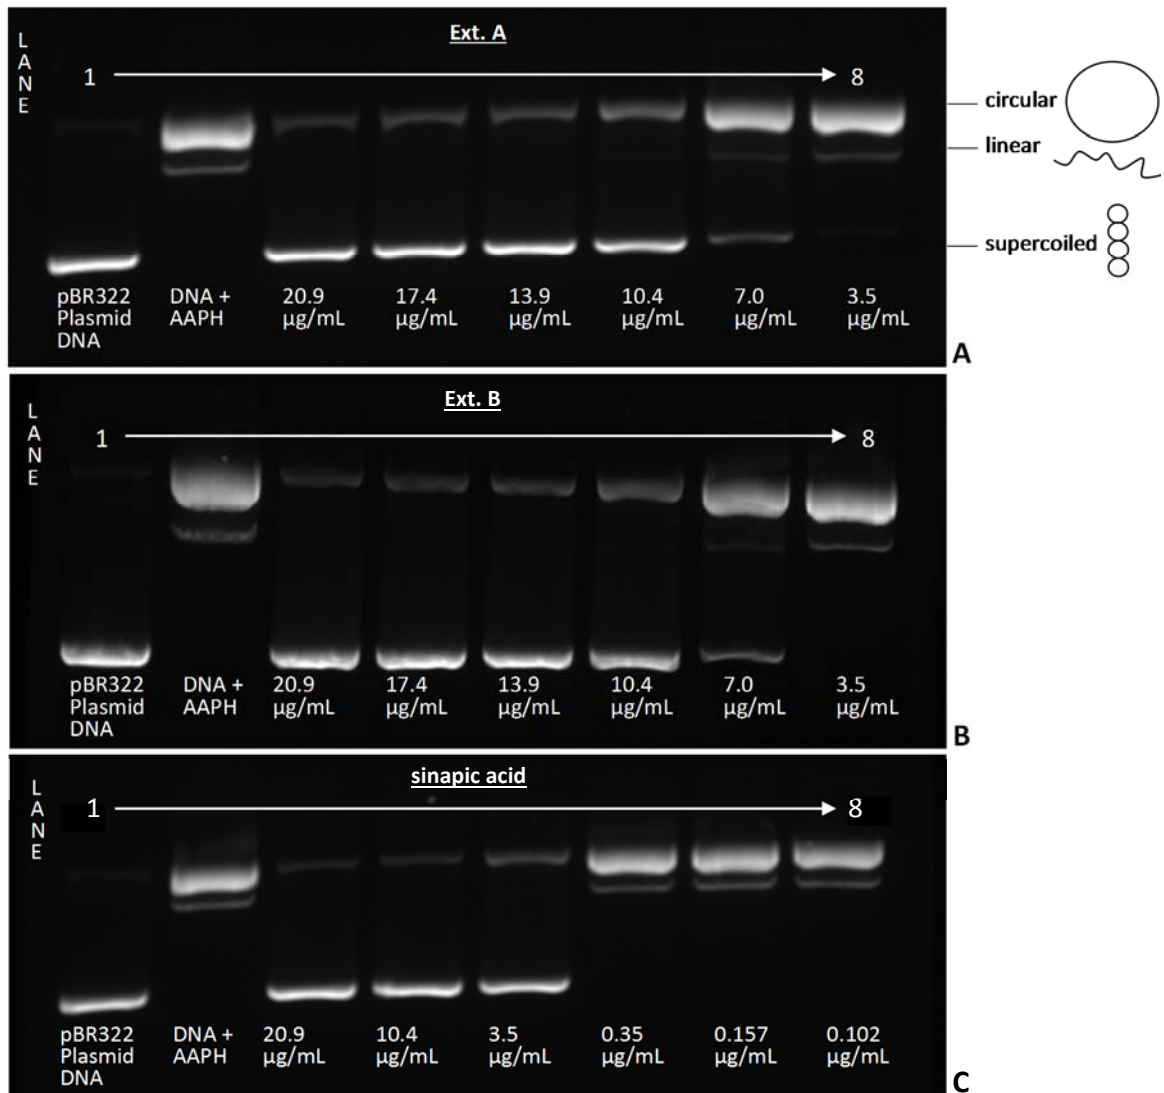 Ext. A
LANE
1
8
circular
linear
supercoiled
pBR322 Plasmid DNA
DNA + AAPH
20.9 µg/mL
17.4 µg/mL
13.9 µg/mL
10.4 µg/mL
7.0 µg/mL
3.5 µg/mL
A
Ext. B
LANE
1
8
pBR322 Plasmid DNA
DNA + AAPH
20.9 µg/mL
17.4 µg/mL
13.9 µg/mL
10.4 µg/mL
7.0 µg/mL
3.5 µg/mL
B
sinapic acid
LANE
1
8
pBR322 Plasmid DNA
DNA + AAPH
20.9 µg/mL
10.4 µg/mL
3.5 µg/mL
0.35 µg/mL
0.157 µg/mL
0.102 µg/mL
C